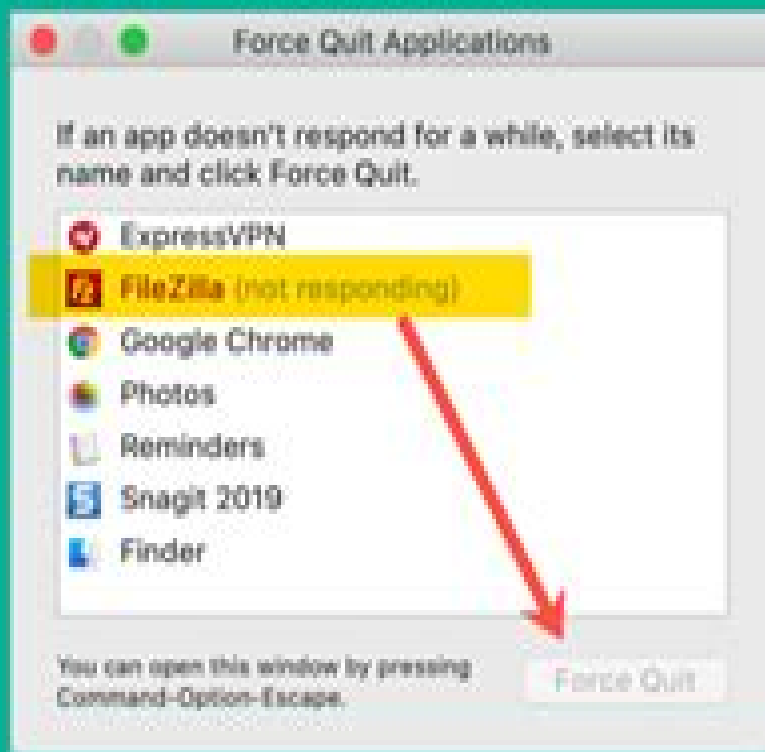 Force Quit Applications
If an app doesn't respond for a while, select its
name and click Force Quit.
ExpressVPN
FileZilla (not responding)
Google Chrome
Photos
Reminders
Snagit 2019
Finder
You can open this window by pressing
Command-Option-Escape.
Force Quit